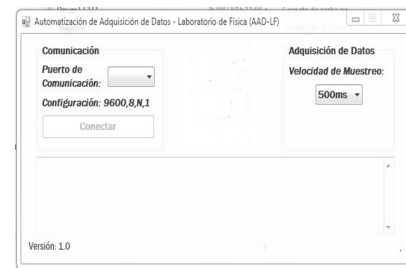 Automatización de Adquisición de Datos - Laboratorio de Física (AAD-LF)
Comunicación
Puerto de
Comunicación:
Configuración: 9600,8,N,1
Conectar
Adquisición de Datos
Velocidad de Muestreo:
500ms
Versión: 1.0